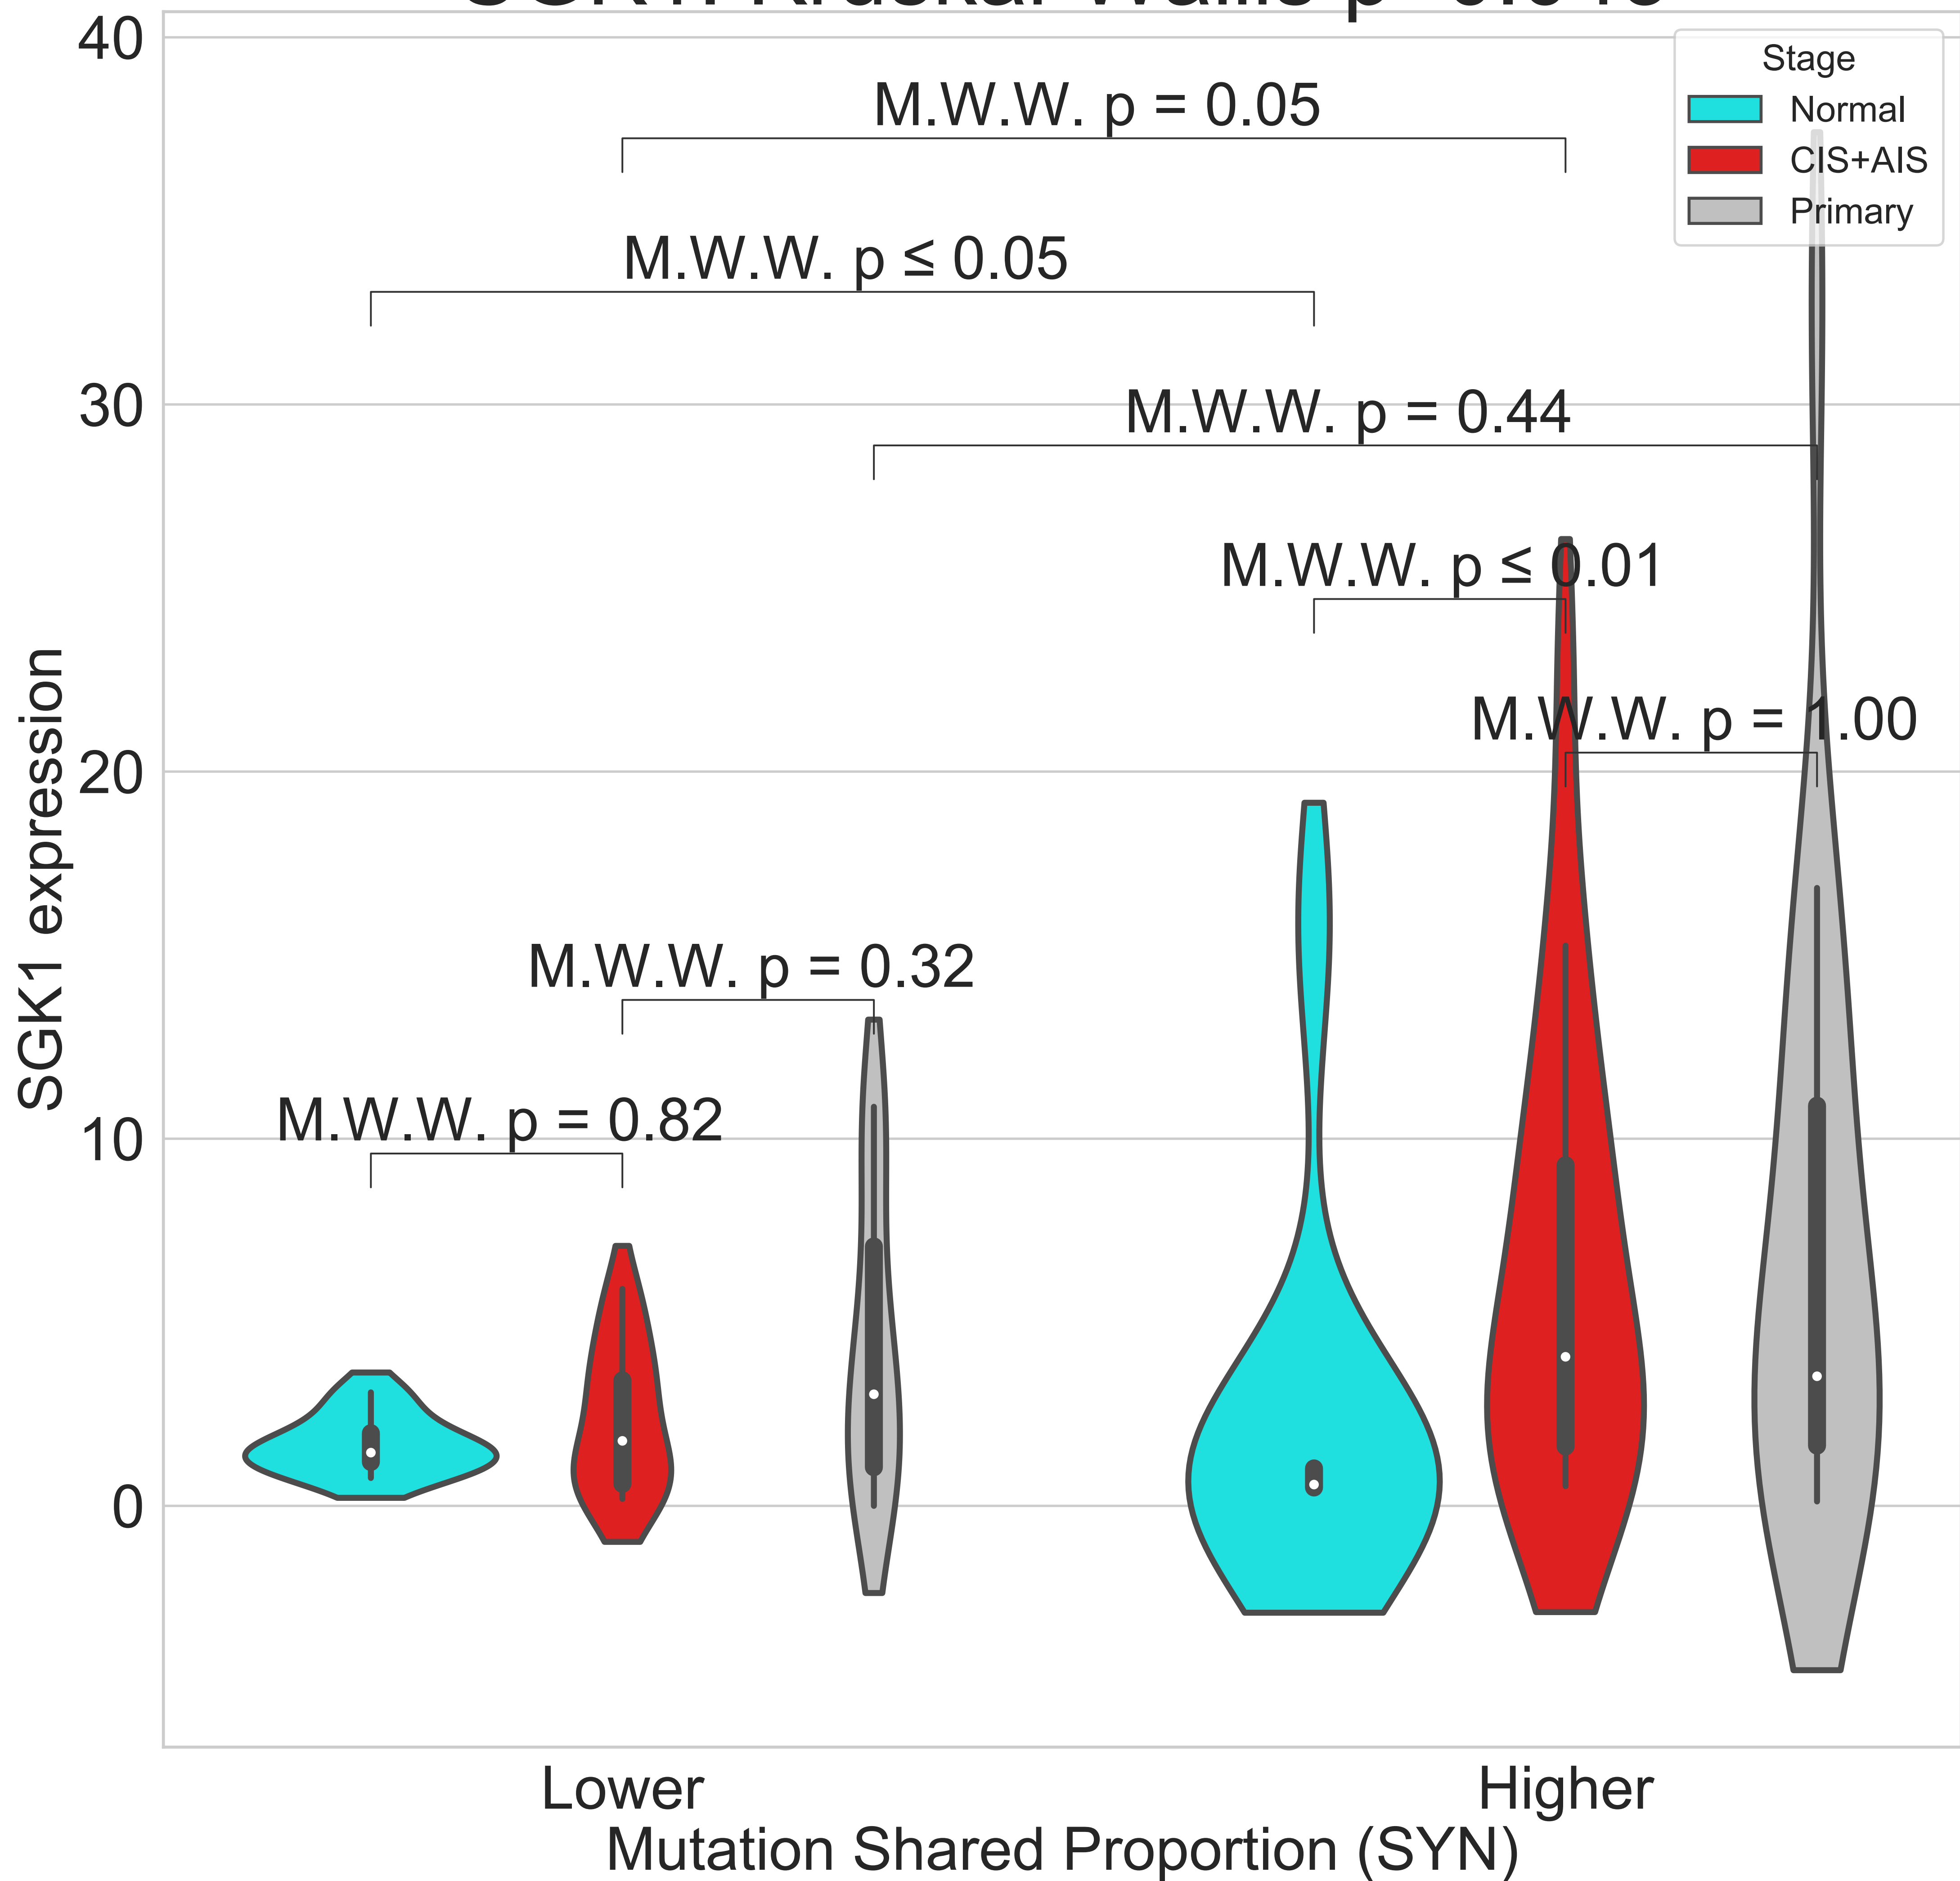 40
Stage
Normal
CIS+AIS
Primary
M.W.W. p = 0.05
M.W.W. p ≤ 0.05
30
M.W.W. p = 0.44
M.W.W. p ≤ 0.01
20
M.W.W. p = 1.00
SGK1 expression
M.W.W. p = 0.32
10
M.W.W. p = 0.82
0
Lower
Higher
Mutation Shared Proportion (SYN)